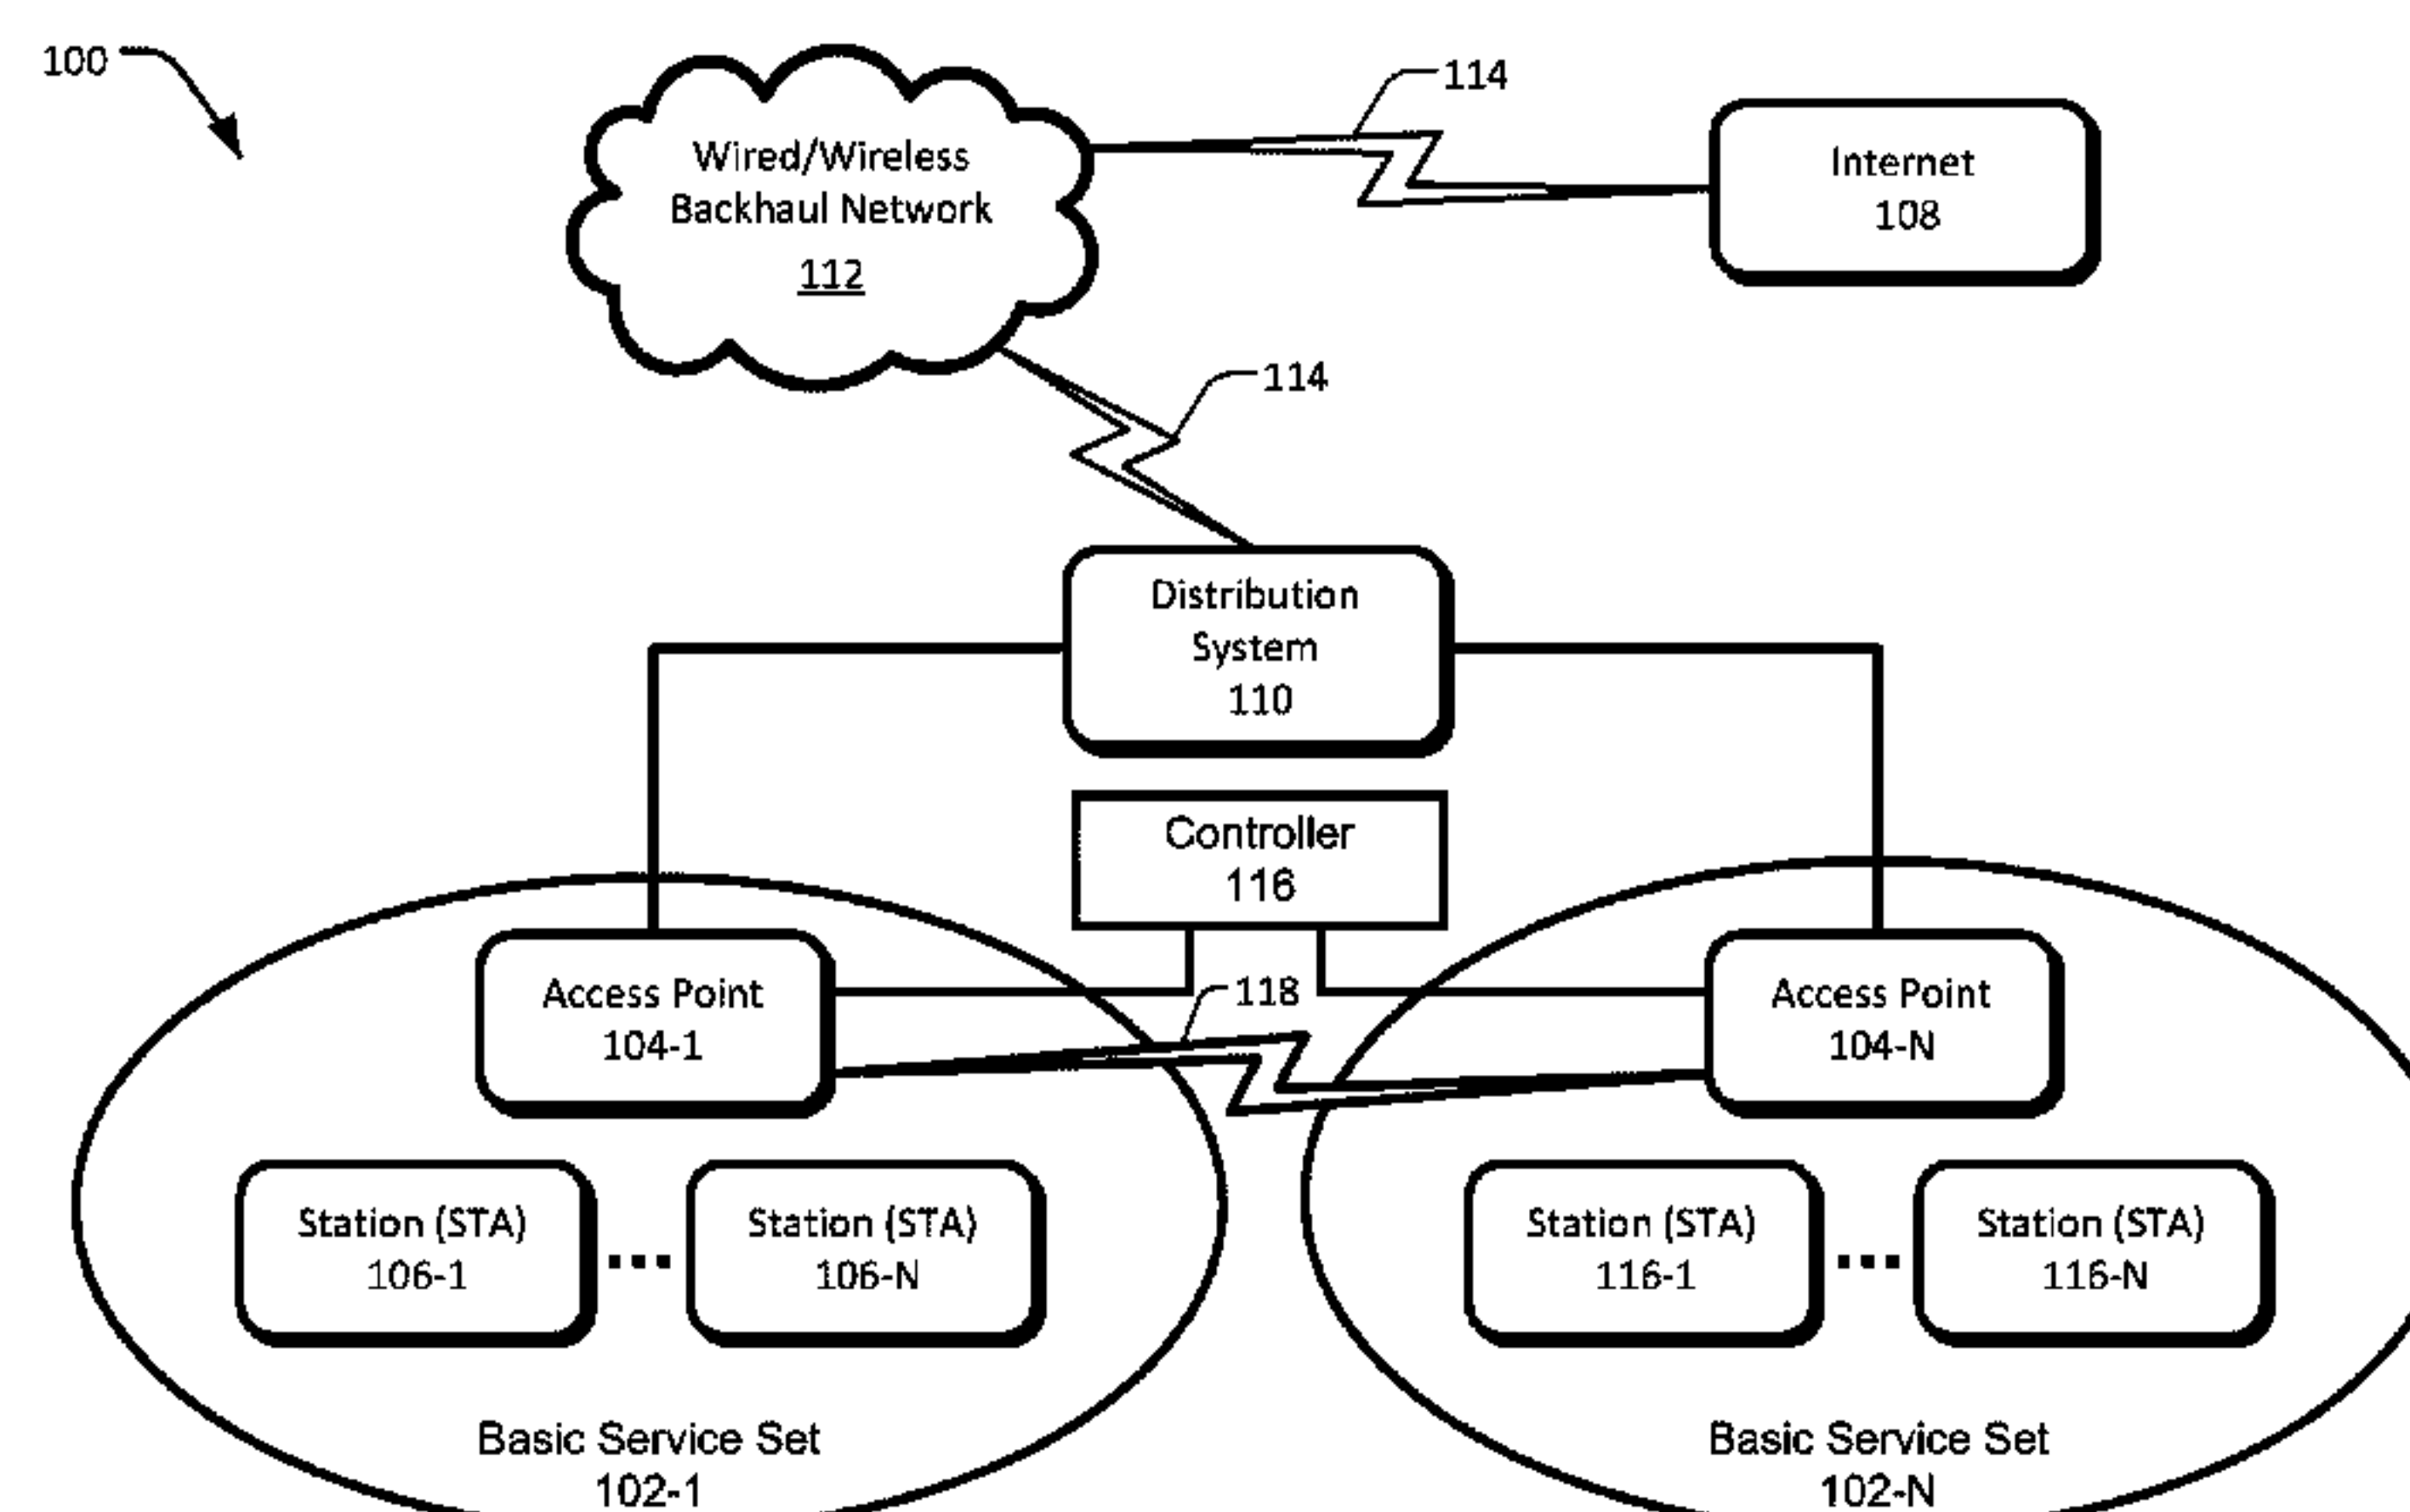 100
114
Wired/Wireless
Backhaul Network
112
Internet
108
114
Distribution
System
110
Controller
116
Access Point
104-1
118
Access Point
104-N
Station (STA)
106-1
...
Station (STA)
106-N
Station (STA)
116-1
...
Station (STA)
116-N
Basic Service Set
102-1
Basic Service Set
102-N